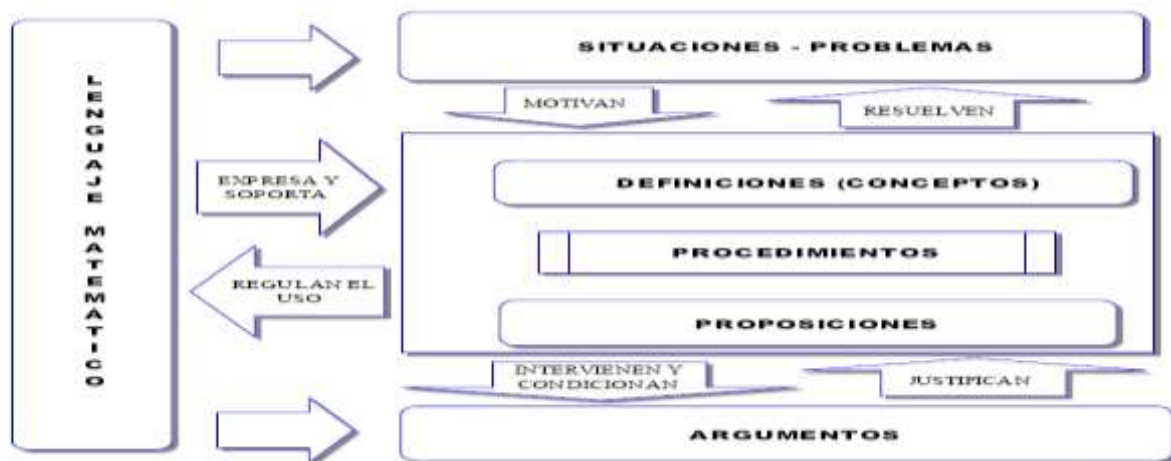 LENGUAJE MATEMATICO
SITUACIONES - PROBLEMAS
MOTIVAN
RESUELVEN
EXPRESA Y
SOPORTA
DEFINICIONES (CONCEPTOS)
PROCEDIMIENTOS
REGULAN EL
USO
PROPOSICIONES
INTERVIENEN Y
CONDICIONAN
JUSTIFICAN
ARGUMENTOS